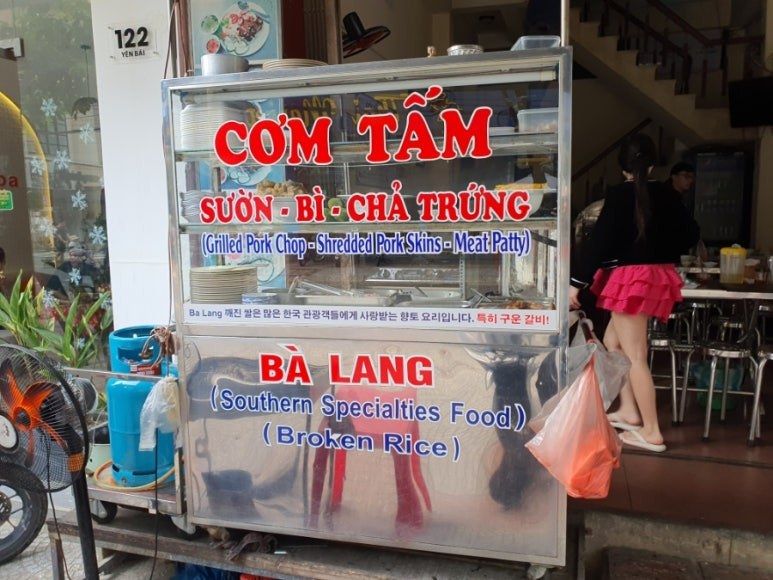 122
YÊN BÁI
CƠM TẤM
SƯỜN - BÌ - CHẢ TRỨNG
(Grilled Pork Chop - Shredded Pork Skins - Meat Patty)
Ba Lang 깨진 쌀은 많은 한국 관광객들에게 사랑받는 향토 요리입니다. 특히 구운 갈비!
BÀ LANG
(Southern Specialties Food)
(Broken Rice)